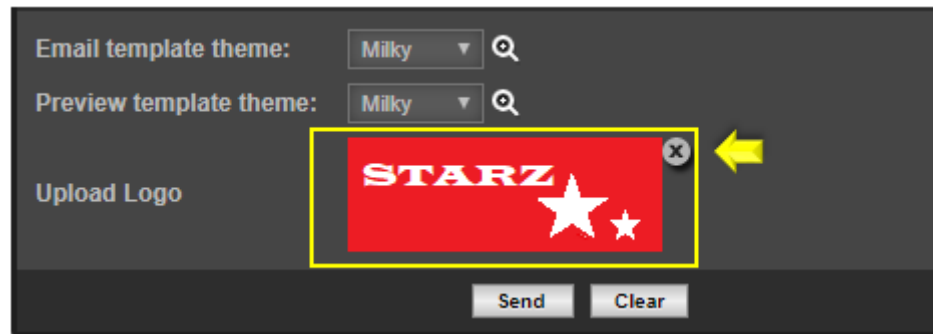 Email template theme: Milky
Preview template theme: Milky
Upload Logo
STARZ
Send Clear